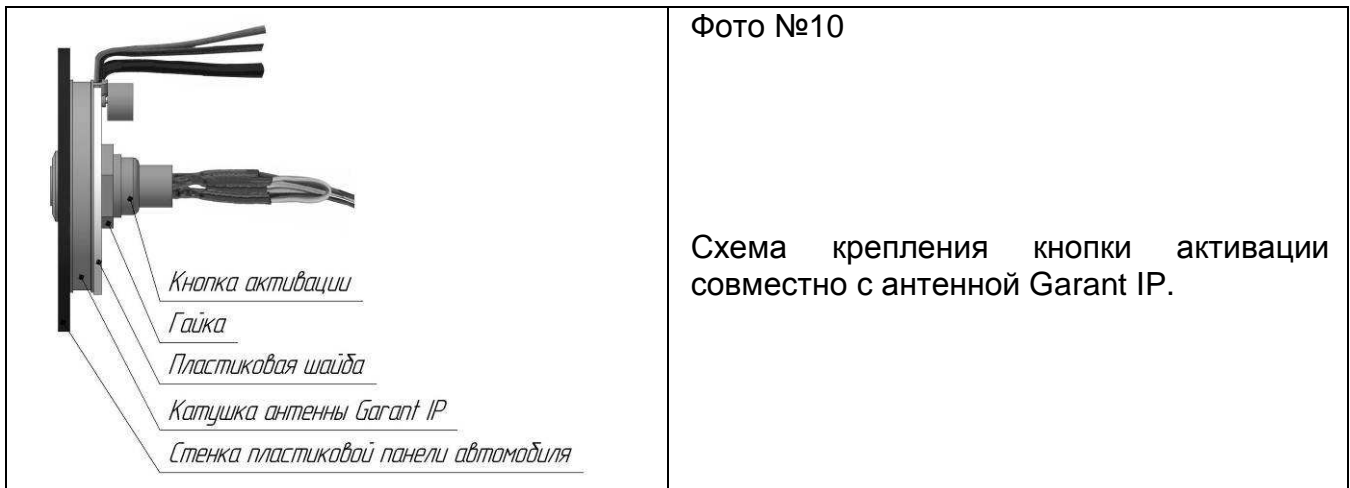 Фото №10
Схема крепления кнопки активации
совместно с антенной Garant IP.
Кнопка активации
Гайка
Пластиковая шайба
Катушка антенны Garant IP
Стенка пластиковой панели автомобиля